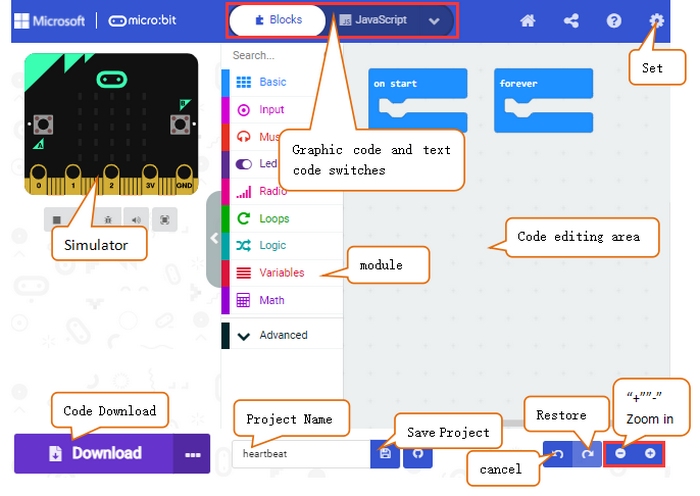 Microsoft
micro:bit
Blocks
JavaScript
Set
Search...
Basic
Input
Led
Radio
Loops
Logic
Variables
Math
Advanced
on start
forever
Graphic code and text
code switches
0 1 2 3V GND
A
B
Simulator
module
Code editing area
Code Download
Project Name
Save Project
Restore
“+””-”
Zoom in
cancel
Download
heartbeat